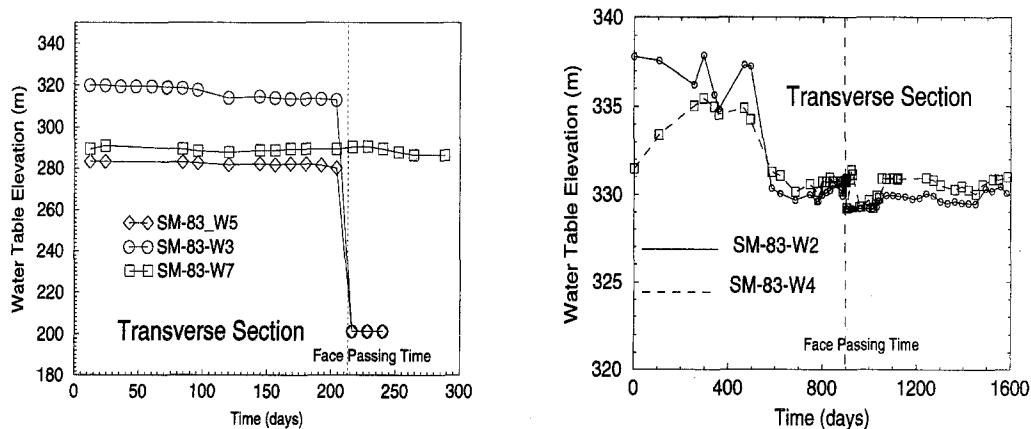 Water Table Elevation (m)
340
320
300
280
260
240
220
200
180
SM-83_W5
SM-83-W3
SM-83-W7
Transverse Section
Face Passing Time
0
50
100
150
200
250
300
Time (days)
Water Table Elevation (m)
340
335
330
325
320
Transverse Section
SM-83-W2
SM-83-W4
Face Passing Time
0
400
800
1200
1600
Time (days)